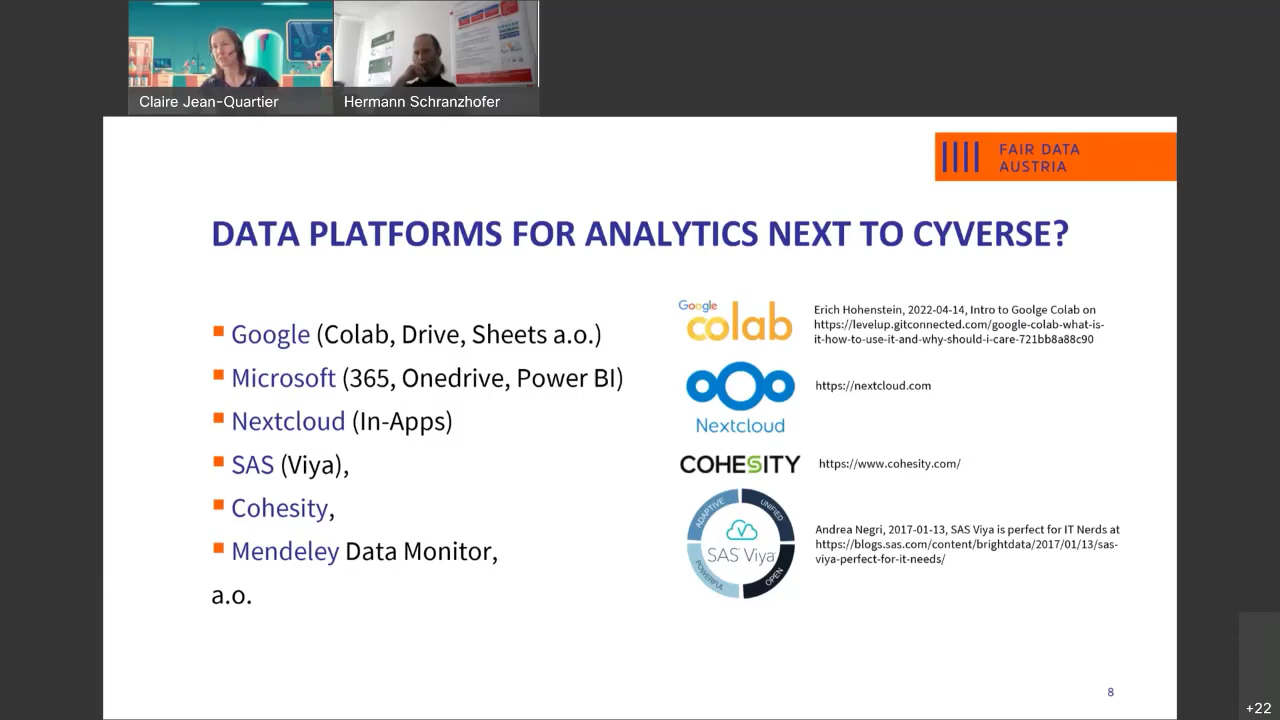 Claire Jean-Quartier
Hermann Schranzhofer
FAIR DATA
AUSTRIA
DATA PLATFORMS FOR ANALYTICS NEXT TO CYVERSE?
Google (Colab, Drive, Sheets a.o.)
Microsoft (365, Onedrive, Power BI)
Nextcloud (In-Apps)
SAS (Viya),
Cohesity,
Mendeley Data Monitor,
a.o.
Google
colab
Erich Hohenstein, 2022-04-14, Intro to Goolge Colab on
https://levelup.gitconnected.com/google-colab-what-is-
it-how-to-use-it-and-why-should-i-care-721bb8a88c90
Nextcloud
https://nextcloud.com
COHESITY
https://www.cohesity.com/
ADAPTIVE
UNIFIED
SAS Viya
POWERFUL
OPEN
Andrea Negri, 2017-01-13, SAS Viya is perfect for IT Nerds at
https://blogs.sas.com/content/brightdata/2017/01/13/sas-
viya-perfect-for-it-needs/
8
+22